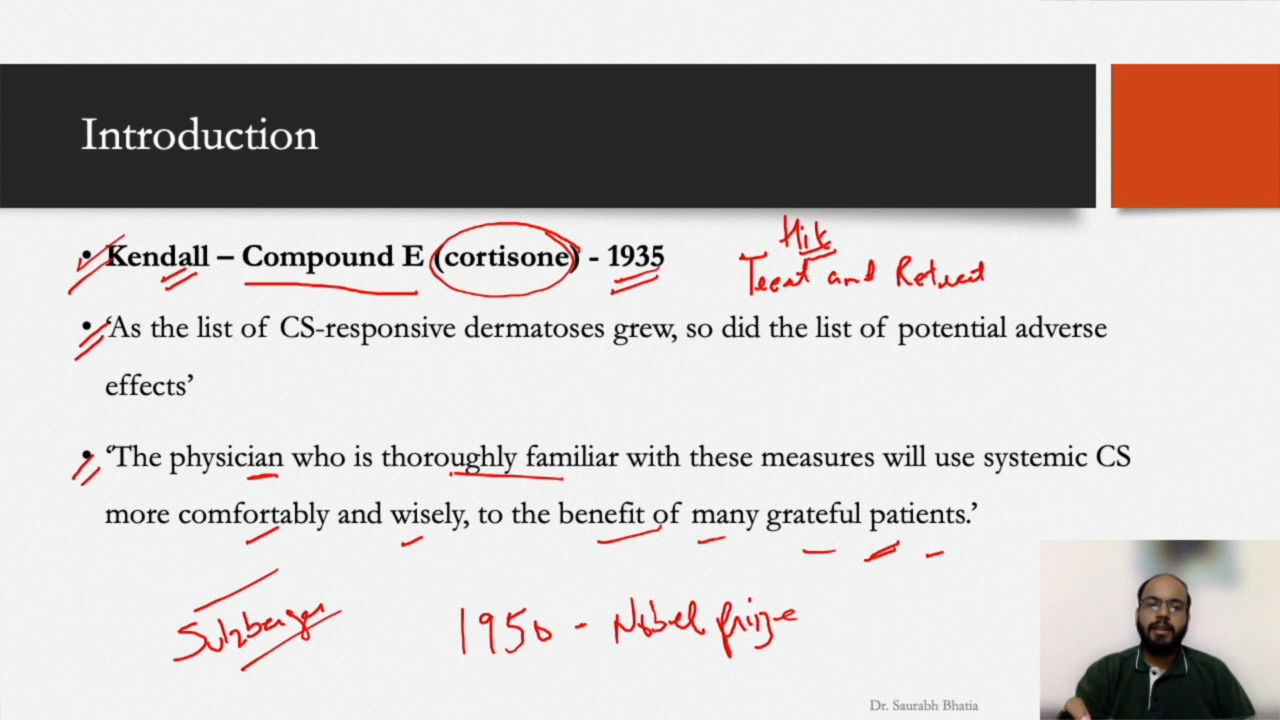 Introduction
• Kendall – Compound E (cortisone) - 1935
Hit
Treat and Retreat
• ‘As the list of CS-responsive dermatoses grew, so did the list of potential adverse
effects’
• ‘The physician who is thoroughly familiar with these measures will use systemic CS
more comfortably and wisely, to the benefit of many grateful patients.’
Sulzberger
1950 - Nobel prize
Dr. Saurabh Bhatia